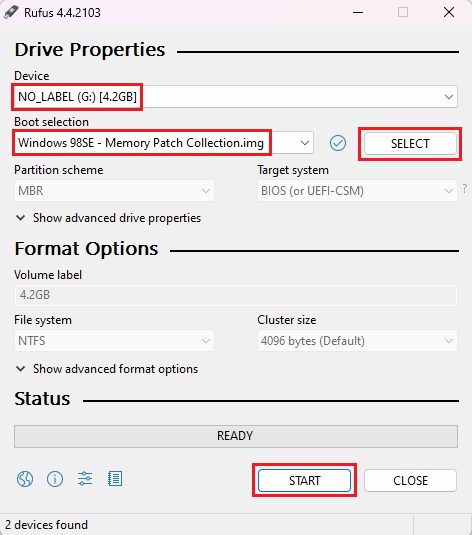 Rufus 4.4.2103
Drive Properties
Device
NO_LABEL (G:) [4.2GB]
Boot selection
Windows 98SE - Memory Patch Collection.img
SELECT
Partition scheme
Target system
MBR
BIOS (or UEFI-CSM)
?
Show advanced drive properties
Format Options
Volume label
4.2GB
File system
Cluster size
NTFS
4096 bytes (Default)
Show advanced format options
Status
READY
START
CLOSE
2 devices found